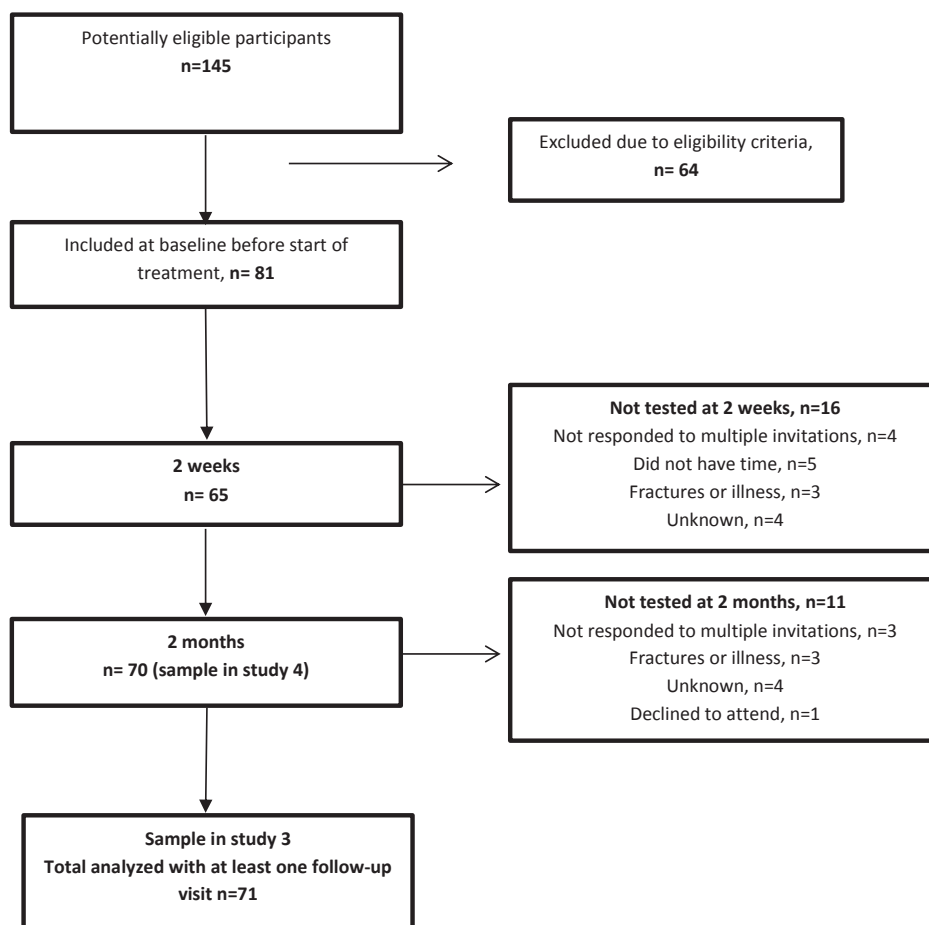 Potentially eligible participants
n=145
Excluded due to eligibility criteria,
n= 64
Included at baseline before start of
treatment, n= 81
Not tested at 2 weeks, n=16
Not responded to multiple invitations, n=4
Did not have time, n=5
Fractures or illness, n=3
Unknown, n=4
2 weeks
n= 65
Not tested at 2 months, n=11
Not responded to multiple invitations, n=3
Fractures or illness, n=3
Unknown, n=4
Declined to attend, n=1
2 months
n= 70 (sample in study 4)
Sample in study 3
Total analyzed with at least one follow-up
visit n=71